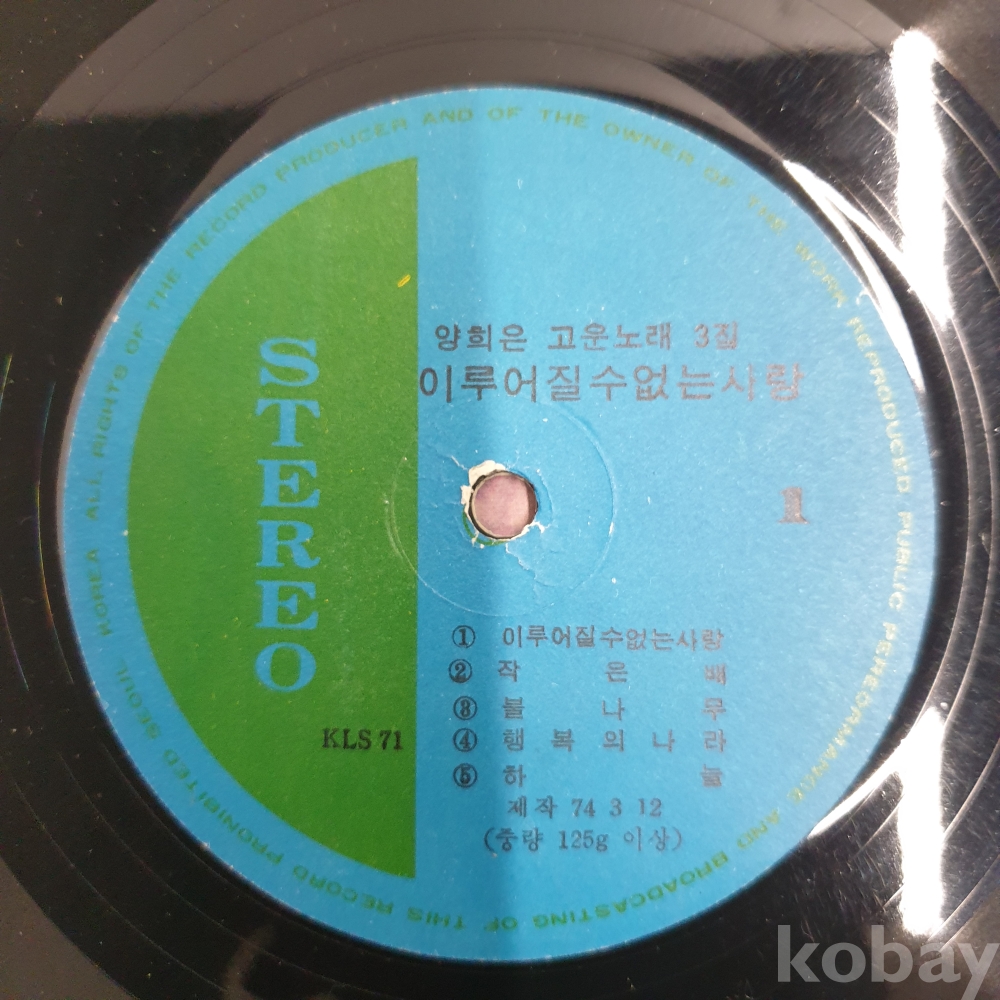 KOREA ALL RIGHTS OF THE RECORD PRODUCER AND OF THE OWNER OF THE WORK REPRODUCED PUBLIC PERFORMANCE AND BROADCASTING OF THIS RECORD PROHIBITED SEOUL
STEREO
양희은 고운노래 3집
이루어질수없는사랑
1
① 이루어질수없는사랑
② 작은배
③ 불나무
④ 행복의나라
⑤ 하늘
KLS 71
제작 74 3 12
(중량 125g 이상)
kobay